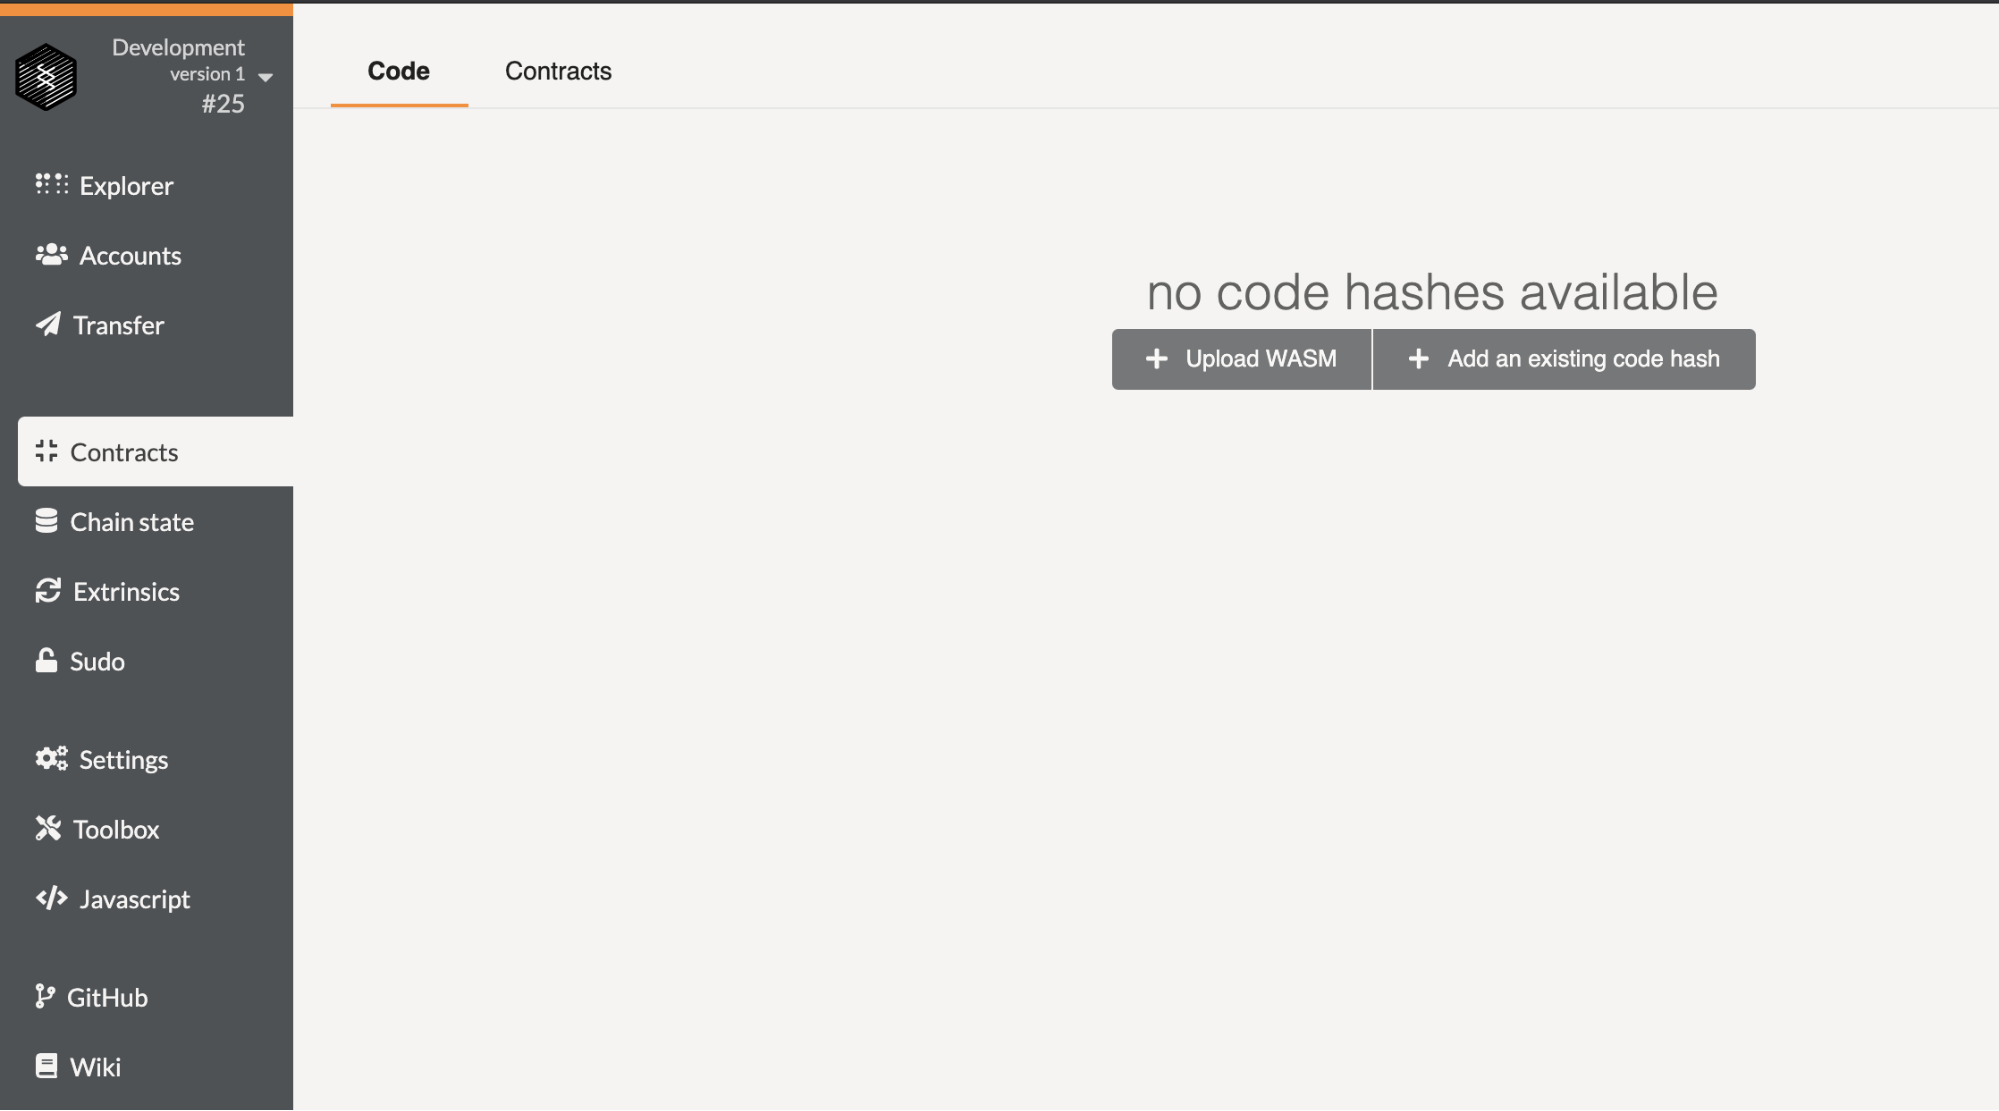 Development
version 1
#25
Explorer
Accounts
Transfer
Contracts
Chain state
Extrinsics
Sudo
Settings
Toolbox
Javascript
GitHub
Wiki
Code
Contracts
no code hashes available
Upload WASM
Add an existing code hash